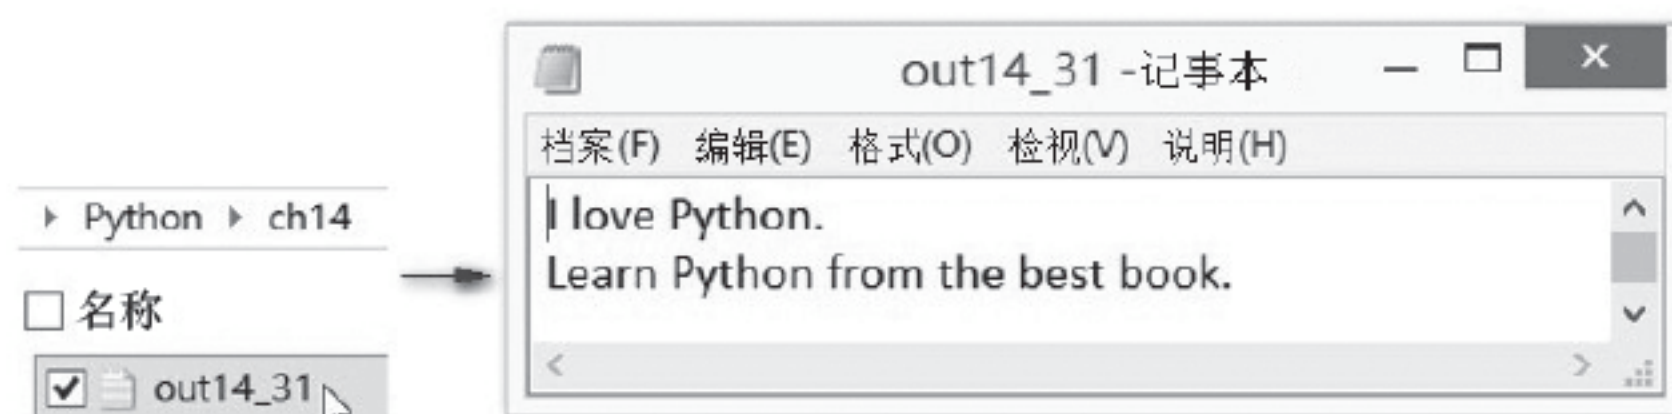 Python ch14
名称
out14_31
out14_31 -记事本
档案(F) 编辑(E) 格式(O) 检视(V) 说明(H)
I love Python.
Learn Python from the best book.